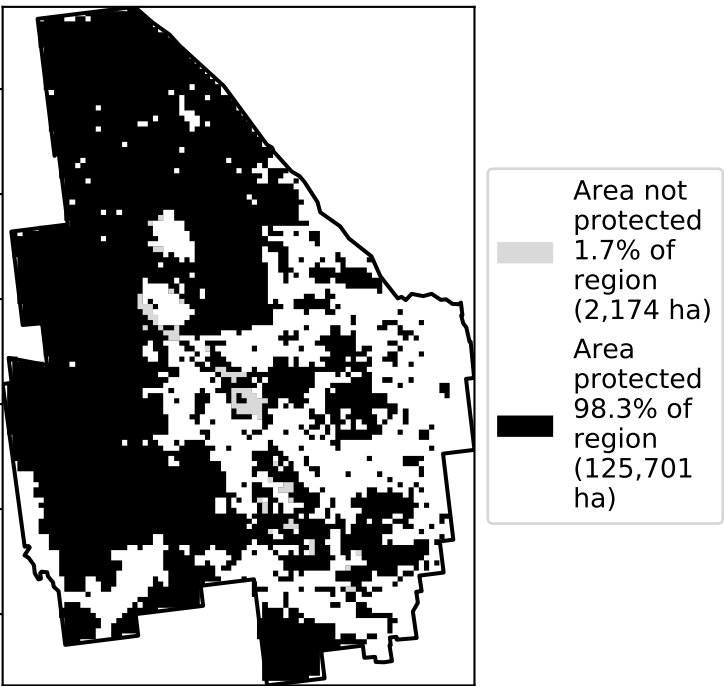 Area not
protected
1.7% of
region
(2,174 ha)
Area
protected
98.3% of
region
(125,701
ha)